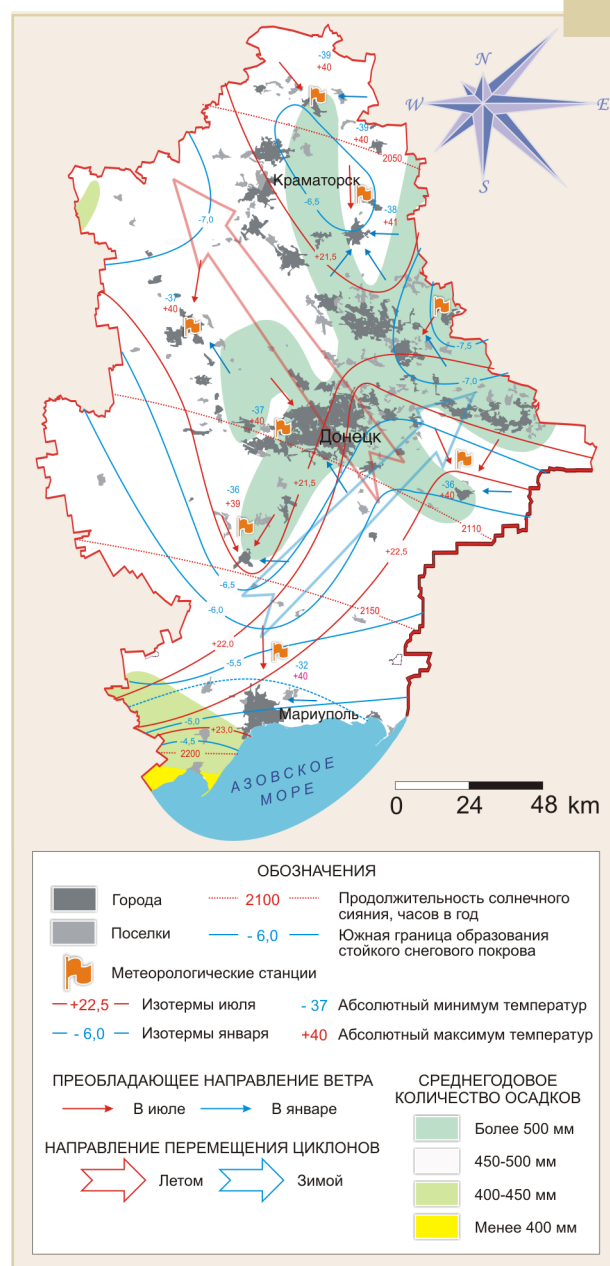 -39
+40
N
W
E
S
-39
+40
2050
Краматорск
-6,5
-38
+41
-7,0
+21,5
-37
+40
-7,5
-7,0
-37
+40
Донецк
-36
+39
+21,5
-36
+40
2110
+22,5
-6,5
-6,0
2150
+22,0
-5,5
-32
+40
Мариуполь
-5,0
+23,0
-4,5
2200
АЗОВСКОЕ
МОРЕ
0 24 48 km
ОБОЗНАЧЕНИЯ
Города
2100
Продолжительность солнечного
сияния, часов в год
Поселки
- 6,0
Южная граница образования
стойкого снегового покрова
Метеорологические станции
+22,5 Изотермы июля
- 37 Абсолютный минимум температур
- 6,0 Изотермы января
+40 Абсолютный максимум температур
ПРЕОБЛАДАЮЩЕЕ НАПРАВЛЕНИЕ ВЕТРА
В июле В январе
НАПРАВЛЕНИЕ ПЕРЕМЕЩЕНИЯ ЦИКЛОНОВ
Летом Зимой
СРЕДНЕГОДОВОЕ
КОЛИЧЕСТВО ОСАДКОВ
Более 500 мм
450-500 мм
400-450 мм
Менее 400 мм